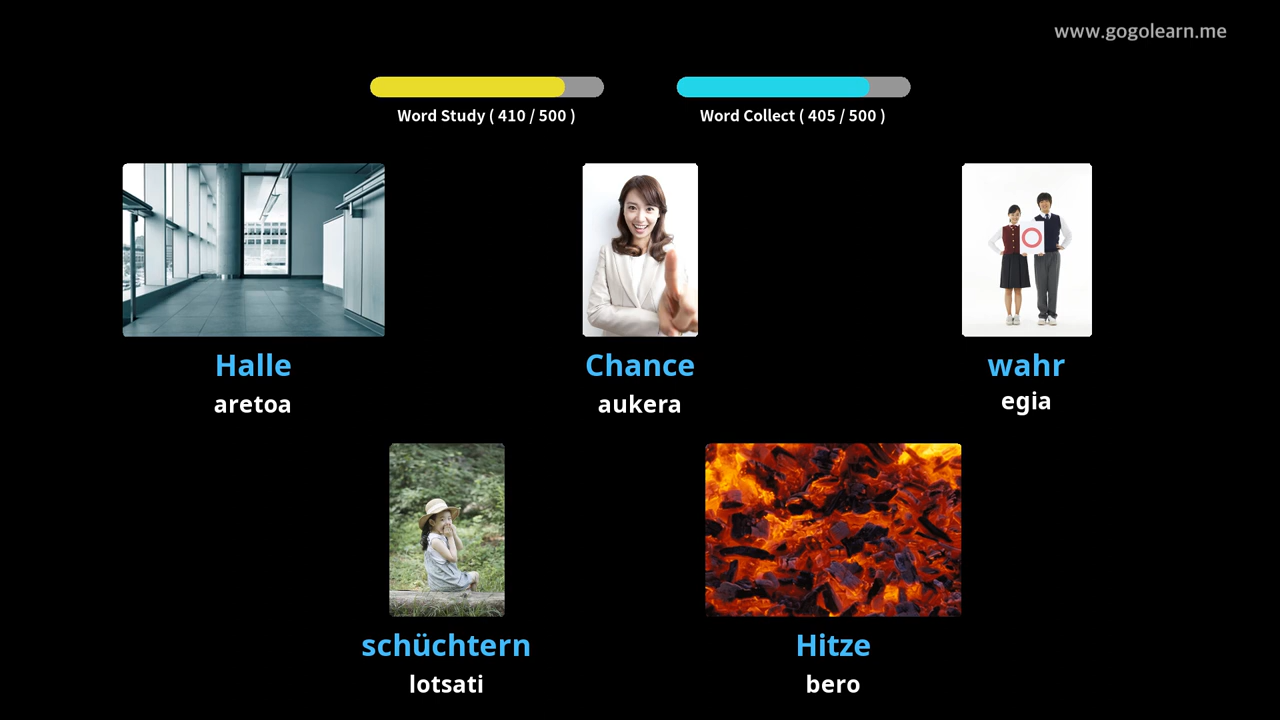 www.gogolearn.me
Word Study ( 410 / 500 )
Word Collect ( 405 / 500 )
Halle
aretoa
Chance
aukera
wahr
egia
schüchtern
lotsati
Hitze
bero